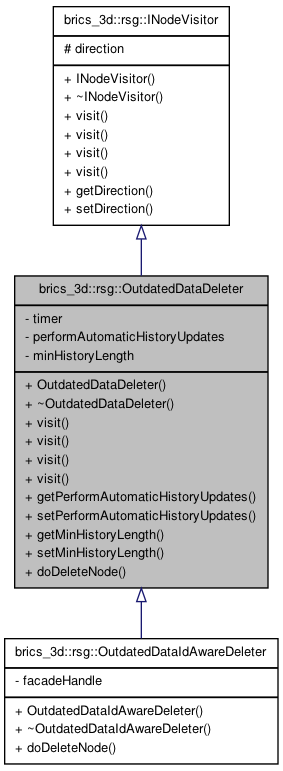 brics_3d::rsg::INodeVisitor
# direction
+ INodeVisitor()
+ ~INodeVisitor()
+ visit()
+ visit()
+ visit()
+ visit()
+ getDirection()
+ setDirection()
brics_3d::rsg::OutdatedDataDeleter
- timer
- performAutomaticHistoryUpdates
- minHistoryLength
+ OutdatedDataDeleter()
+ ~OutdatedDataDeleter()
+ visit()
+ visit()
+ visit()
+ visit()
+ getPerformAutomaticHistoryUpdates()
+ setPerformAutomaticHistoryUpdates()
+ getMinHistoryLength()
+ setMinHistoryLength()
+ doDeleteNode()
brics_3d::rsg::OutdatedDataIdAwareDeleter
- facadeHandle
+ OutdatedDataIdAwareDeleter()
+ ~OutdatedDataIdAwareDeleter()
+ doDeleteNode()